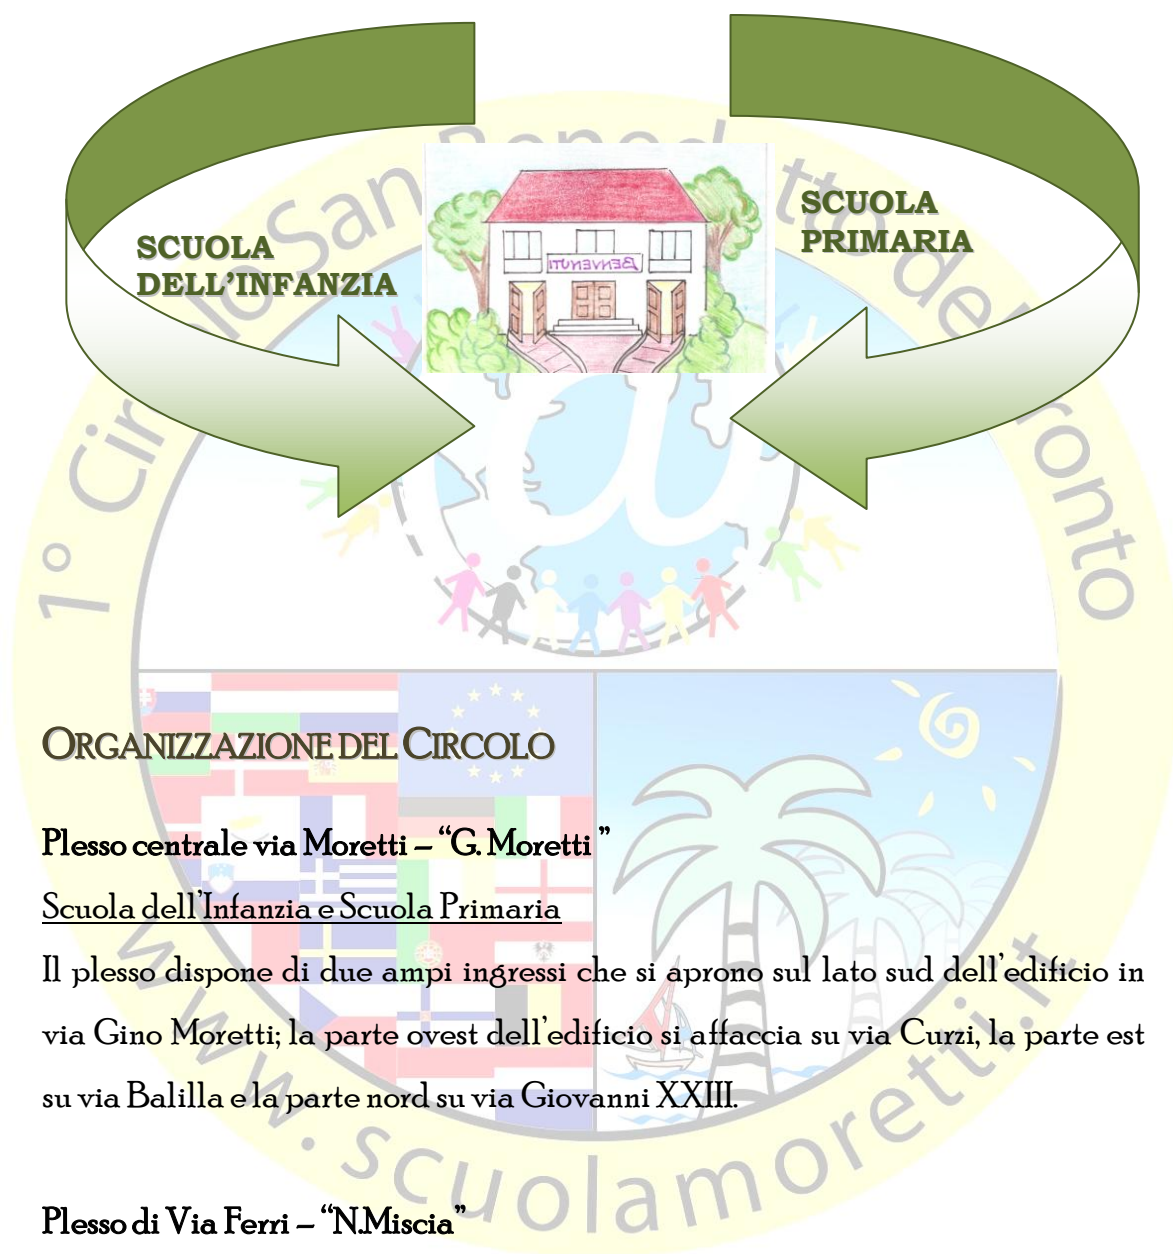 SCUOLA
DELL'INFANZIA
SCUOLA
PRIMARIA
BENVENUTI
1° Circolo San Benedetto del Tronto
ORGANIZZAZIONE DEL CIRCOLO
Plesso centrale via Moretti – “G. Moretti ”
Scuola dell’Infanzia e Scuola Primaria
Il plesso dispone di due ampi ingressi che si aprono sul lato sud dell’edificio in
via Gino Moretti; la parte ovest dell’edificio si affaccia su via Curzi, la parte est
su via Balilla e la parte nord su via Giovanni XXIII.
Plesso di Via Ferri – “N.Miscia”
www.scuolamoretti.it